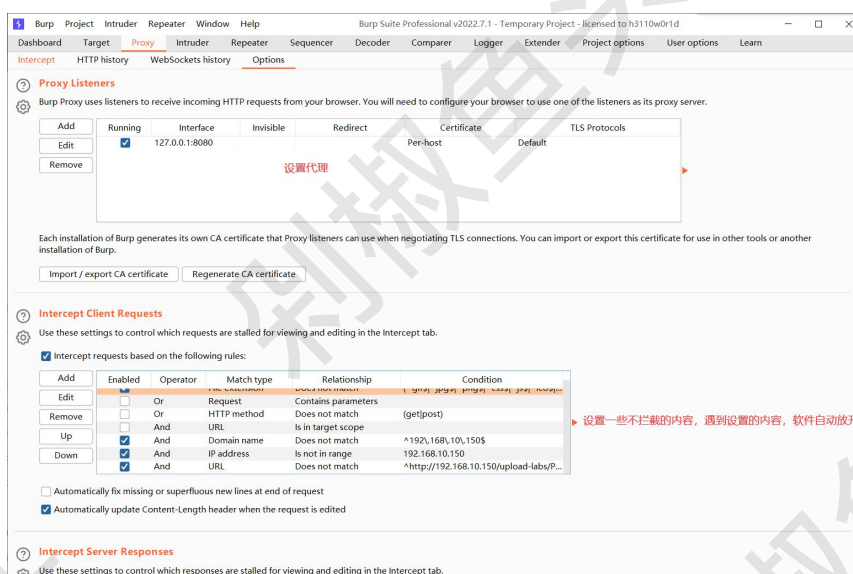 Burp Project Intruder Repeater Window Help Burp Suite Professional v2022.7.1 - Temporary Project - licensed to h3110w0r1d
Dashboard Target Proxy Intruder Repeater Sequencer Decoder Comparer Logger Extender Project options User options Learn
Intercept HTTP history WebSockets history Options
Proxy Listeners
Burp Proxy uses listeners to receive incoming HTTP requests from your browser. You will need to configure your browser to use one of the listeners as its proxy server.
Add Running Interface Invisible Redirect Certificate TLS Protocols
Edit 127.0.0.1:8080 Per-host Default
Remove
设置代理
Each installation of Burp generates its own CA certificate that Proxy listeners can use when negotiating TLS connections. You can import or export this certificate for use in other tools or another
installation of Burp.
Import / export CA certificate Regenerate CA certificate
Intercept Client Requests
Use these settings to control which requests are stalled for viewing and editing in the Intercept tab.
Intercept requests based on the following rules:
Add Enabled Operator Match type Relationship Condition
File extension Does not match (^gif$|^jpg$|^png$|^css$|^js$|^ico$|...
Edit Or Request Contains parameters
Remove Or HTTP method Does not match (get|post)
And URL Is in target scope
Up And Domain name Does not match ^192\.168\.10\.150$
Down And IP address Is not in range 192.168.10.150
And URL Does not match ^http://192.168.10.150/upload-labs/P...
设置一些不拦截的内容，遇到设置的内容，软件自动放
Automatically fix missing or superfluous new lines at end of request
Automatically update Content-Length header when the request is edited
Intercept Server Responses
Use these settings to control which responses are stalled for viewing and editing in the Intercept tab.
剁椒鱼